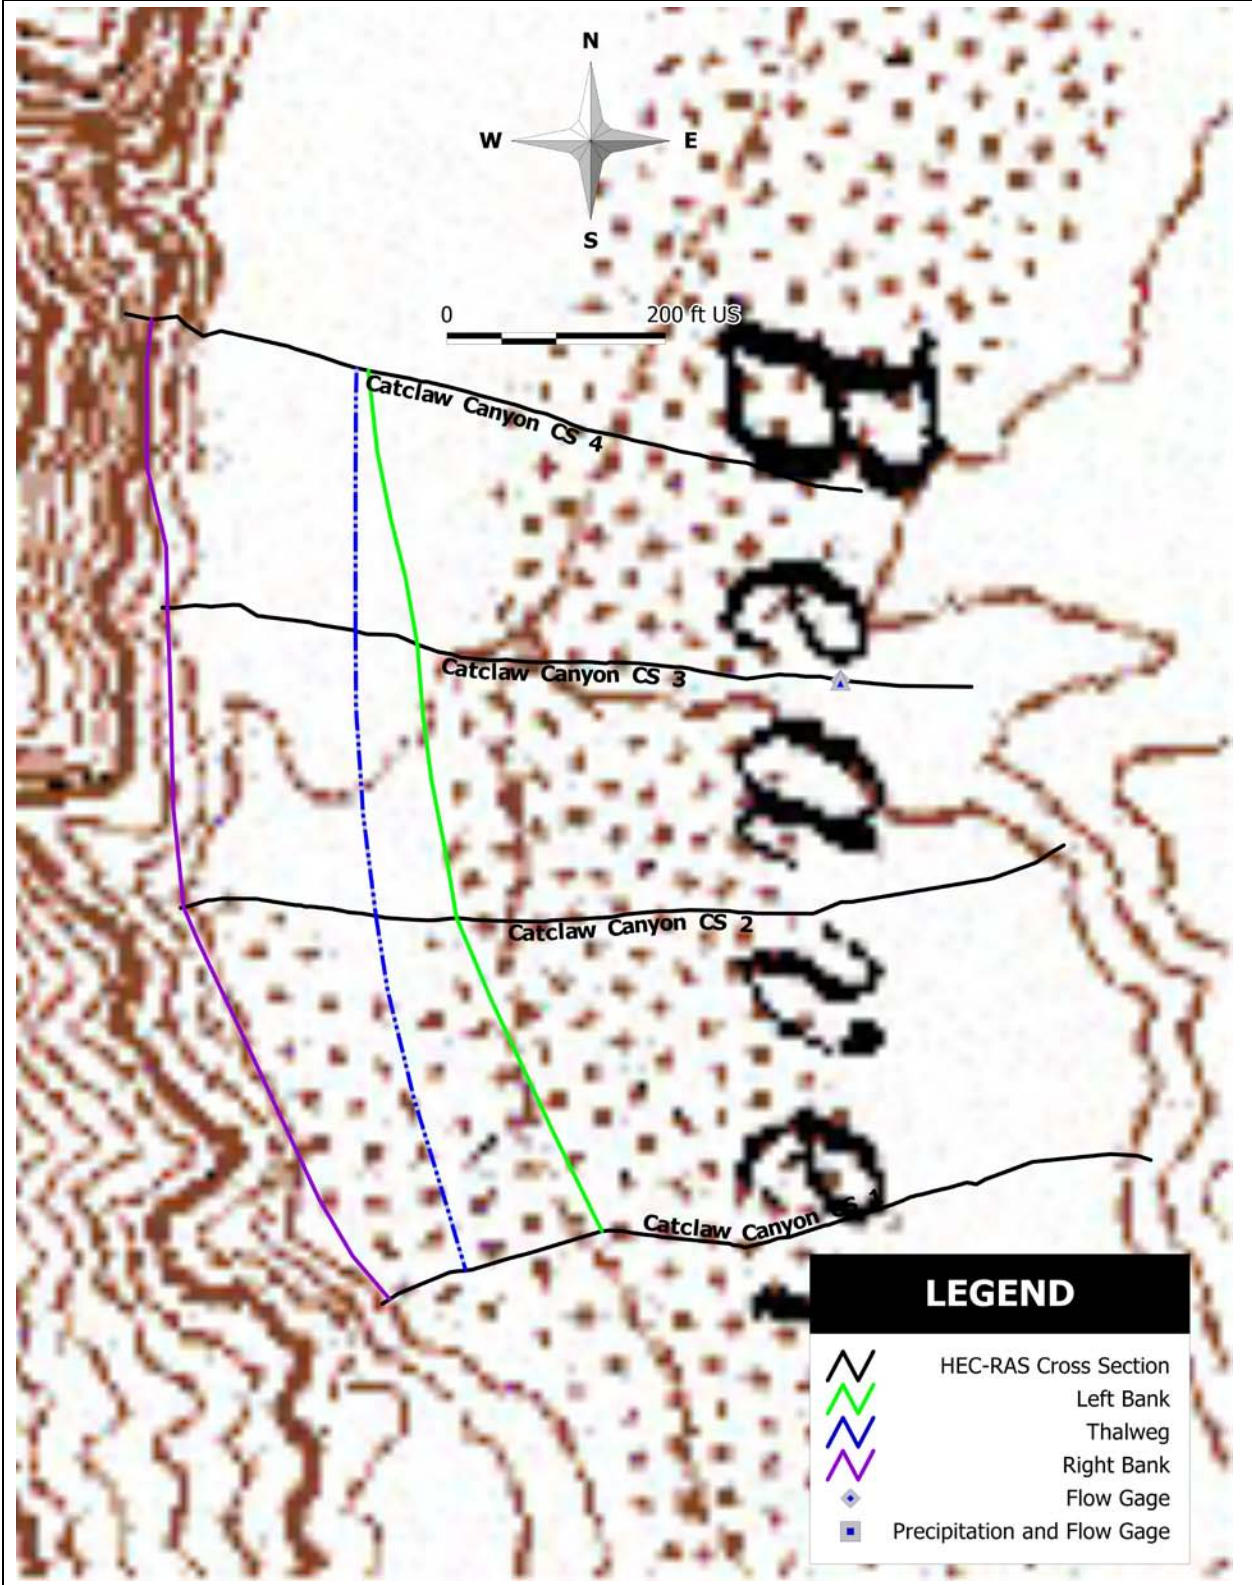 N
W E
S
0 200 ft US
Catclaw Canyon CS 4
Catclaw Canyon CS 3
Catclaw Canyon CS 2
Catclaw Canyon CS 1
LEGEND
HEC-RAS Cross Section
Left Bank
Thalweg
Right Bank
Flow Gage
Precipitation and Flow Gage